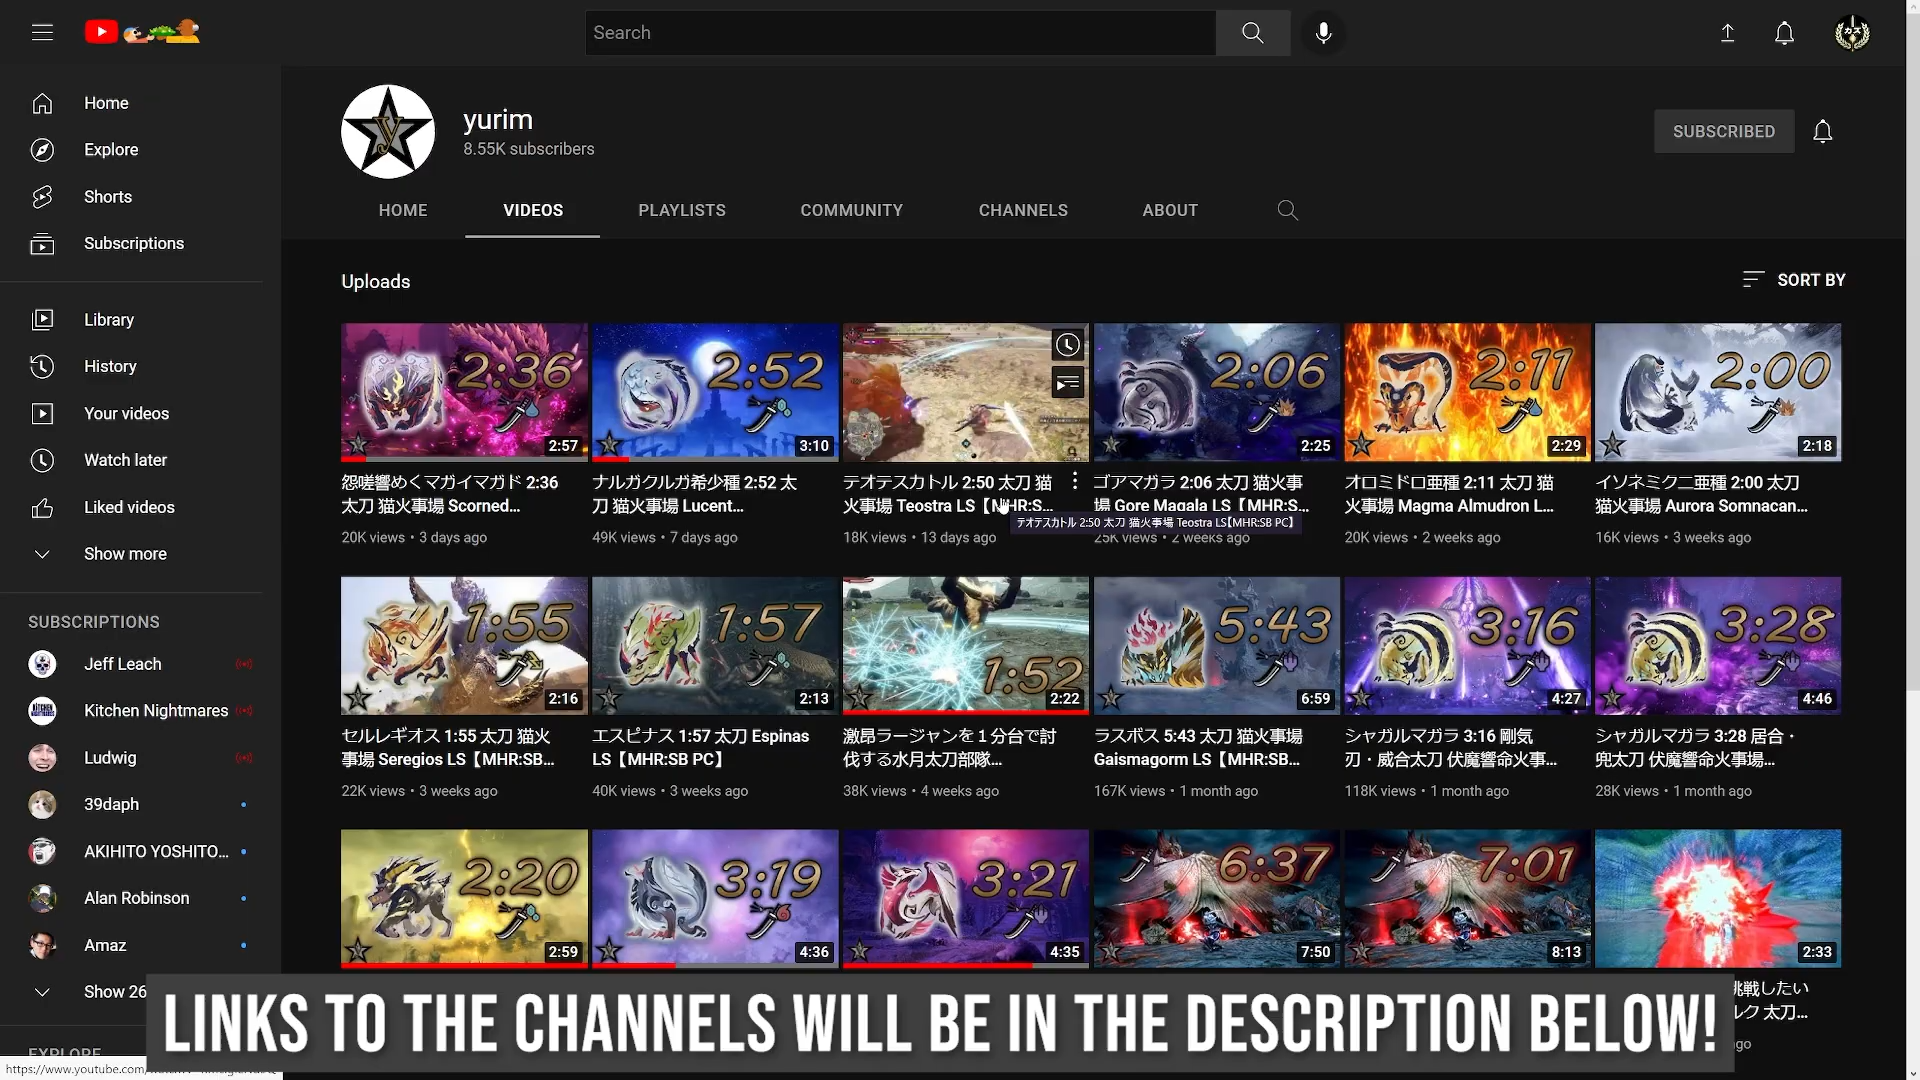 Search
Home
Explore
Shorts
Subscriptions
Library
History
Your videos
Watch later
Liked videos
Show more
SUBSCRIPTIONS
Jeff Leach
Kitchen Nightmares
Ludwig
39daph
AKIHITO YOSHITO...
Alan Robinson
Amaz
Show 26
EXPLORE
yurim
8.55K subscribers
SUBSCRIBED
HOME VIDEOS PLAYLISTS COMMUNITY CHANNELS ABOUT
Uploads
SORT BY
2:36
2:57
怨嗟響めくマガイマガド 2:36
太刀 猫火事場 Scorned...
20K views • 3 days ago
2:52
3:10
ナルガクルガ希少種 2:52 太
刀 猫火事場 Lucent...
49K views • 7 days ago
テオテスカトル 2:50 太刀 猫
火事場 Teostra LS【MHR:S...
18K views • 13 days ago
テオテスカトル 2:50 太刀 猫火事場 Teostra LS【MHR:SB PC】
2:06
2:25
ゴアマガラ 2:06 太刀 猫火事
場 Gore Magala LS【MHR:S...
25K views • 2 weeks ago
2:11
2:29
オロミドロ亜種 2:11 太刀 猫
火事場 Magma Almudron L...
20K views • 2 weeks ago
2:00
2:18
イソネミクニ亜種 2:00 太刀
猫火事場 Aurora Somnacan...
16K views • 3 weeks ago
1:55
2:16
セルレギオス 1:55 太刀 猫火
事場 Seregios LS【MHR:SB...
22K views • 3 weeks ago
1:57
2:13
エスピナス 1:57 太刀 Espinas
LS【MHR:SB PC】
40K views • 3 weeks ago
1:52
2:22
激昂ラージャンを１分台で討
伐する水月太刀部隊...
38K views • 4 weeks ago
5:43
6:59
ラスボス 5:43 太刀 猫火事場
Gaismagorm LS【MHR:SB...
167K views • 1 month ago
3:16
4:27
シャガルマガラ 3:16 剛気
刃・威合太刀 伏魔響命火事...
118K views • 1 month ago
3:28
4:46
シャガルマガラ 3:28 居合・
兜太刀 伏魔響命火事場...
28K views • 1 month ago
2:20
2:59
3:19
4:36
3:21
4:35
6:37
7:50
7:01
8:13
2:33
挑戦したい
ルク 太刀...
ago
LINKS TO THE CHANNELS WILL BE IN THE DESCRIPTION BELOW!
https://www.youtube.com/